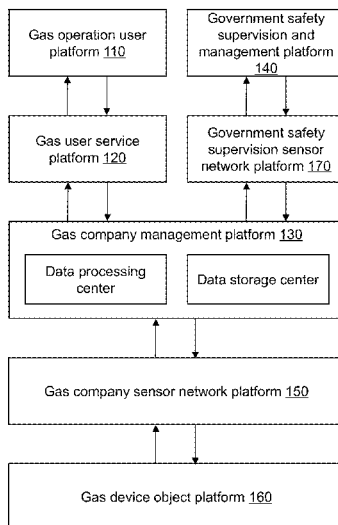 Gas operation user
platform 110
Government safety
supervision and
management platform
140
Gas user service
platform 120
Government safety
supervision sensor
network platform 170
Gas company management platform 130
Data processing
center
Data storage center
Gas company sensor network platform 150
Gas device object platform 160